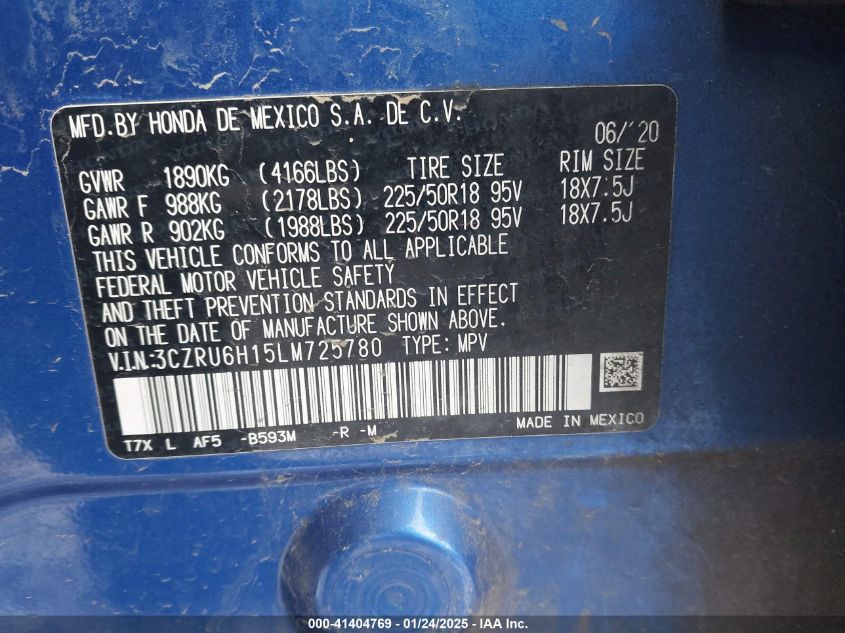 MFD.BY HONDA DE MEXICO S.A. DE C.V.
06/'20
GVWR 1890KG (4166LBS) TIRE SIZE RIM SIZE
GAWR F 988KG (2178LBS) 225/50R18 95V 18X7.5J
GAWR R 902KG (1988LBS) 225/50R18 95V 18X7.5J
THIS VEHICLE CONFORMS TO ALL APPLICABLE
FEDERAL MOTOR VEHICLE SAFETY
AND THEFT PREVENTION STANDARDS IN EFFECT
ON THE DATE OF MANUFACTURE SHOWN ABOVE.
V.I.N:3CZRU6H15LM725780 TYPE: MPV
T7X L AF5 -B593M -R -M MADE IN MEXICO
000-41404769 - 01/24/2025 - IAAI.com